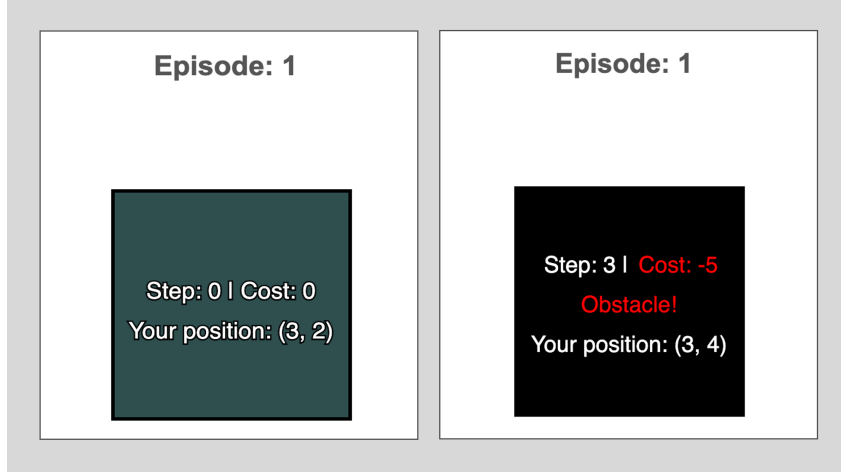 Episode: 1
Step: 0 | Cost: 0
Your position: (3, 2)
Episode: 1
Step: 3 | Cost: -5
Obstacle!
Your position: (3, 4)